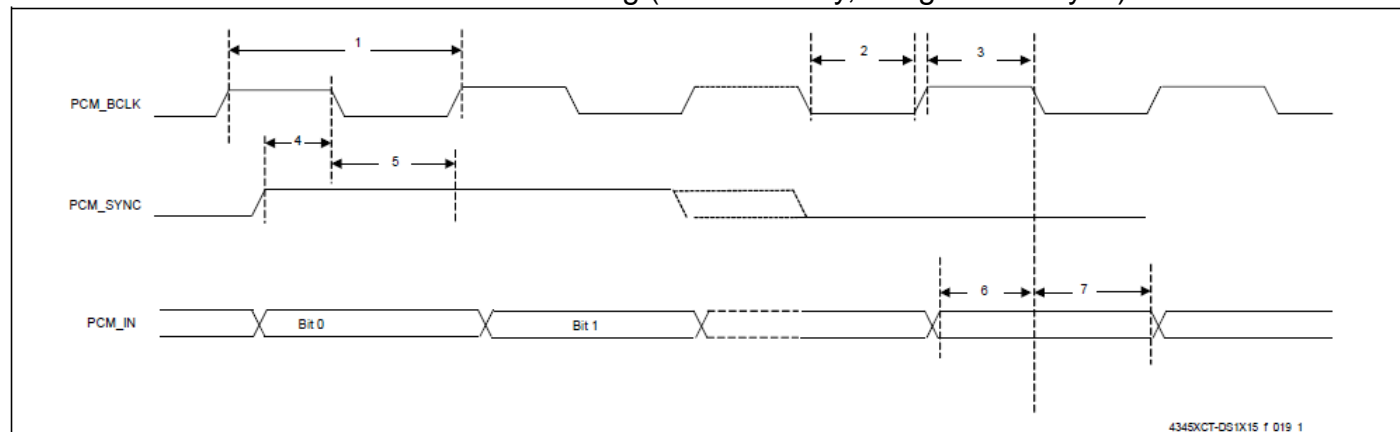 1
2
3
PCM_BCLK
4
5
PCM_SYNC
6
7
PCM_IN
Bit 0
Bit 1
4345XCT-DS1X15 f 019 1